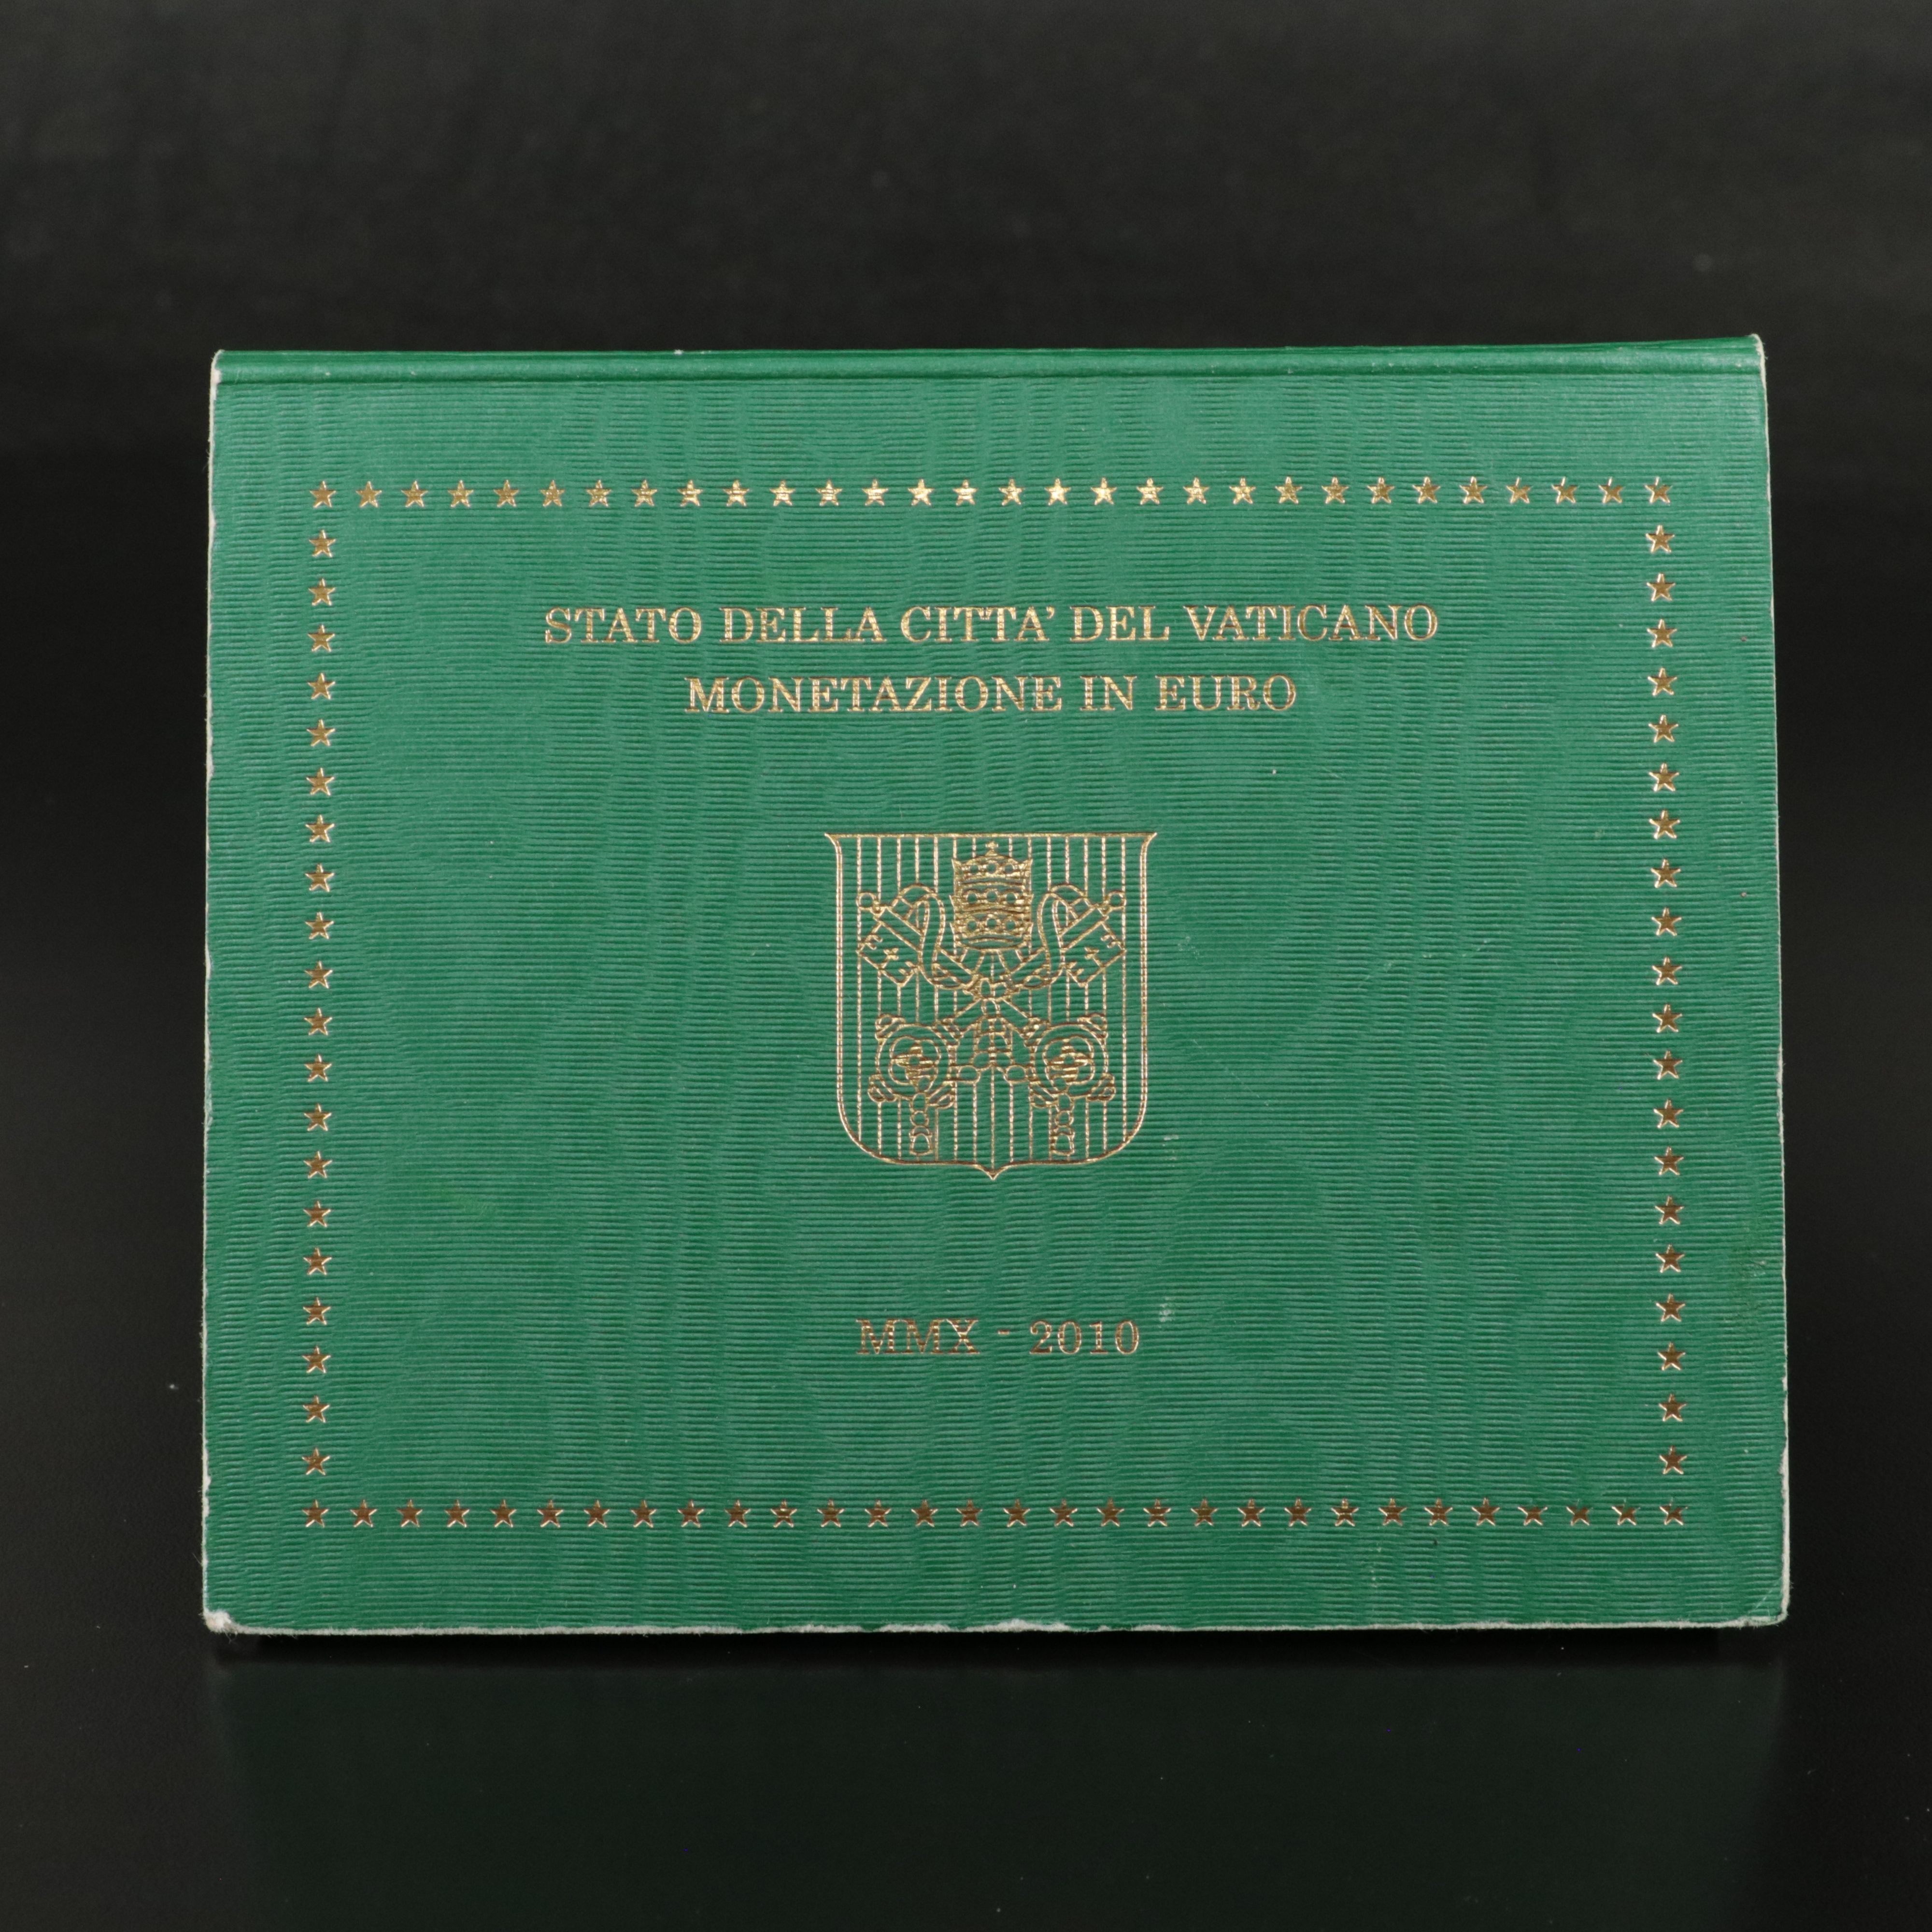 STATO DELLA CITTA' DEL VATICANO
MONETAZIONE IN EURO
MMX - 2010